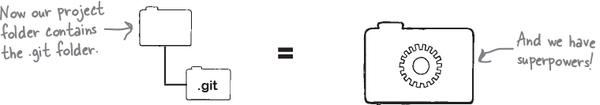 Now our project
folder contains
the .git folder.
.git
=
And we have
superpowers!